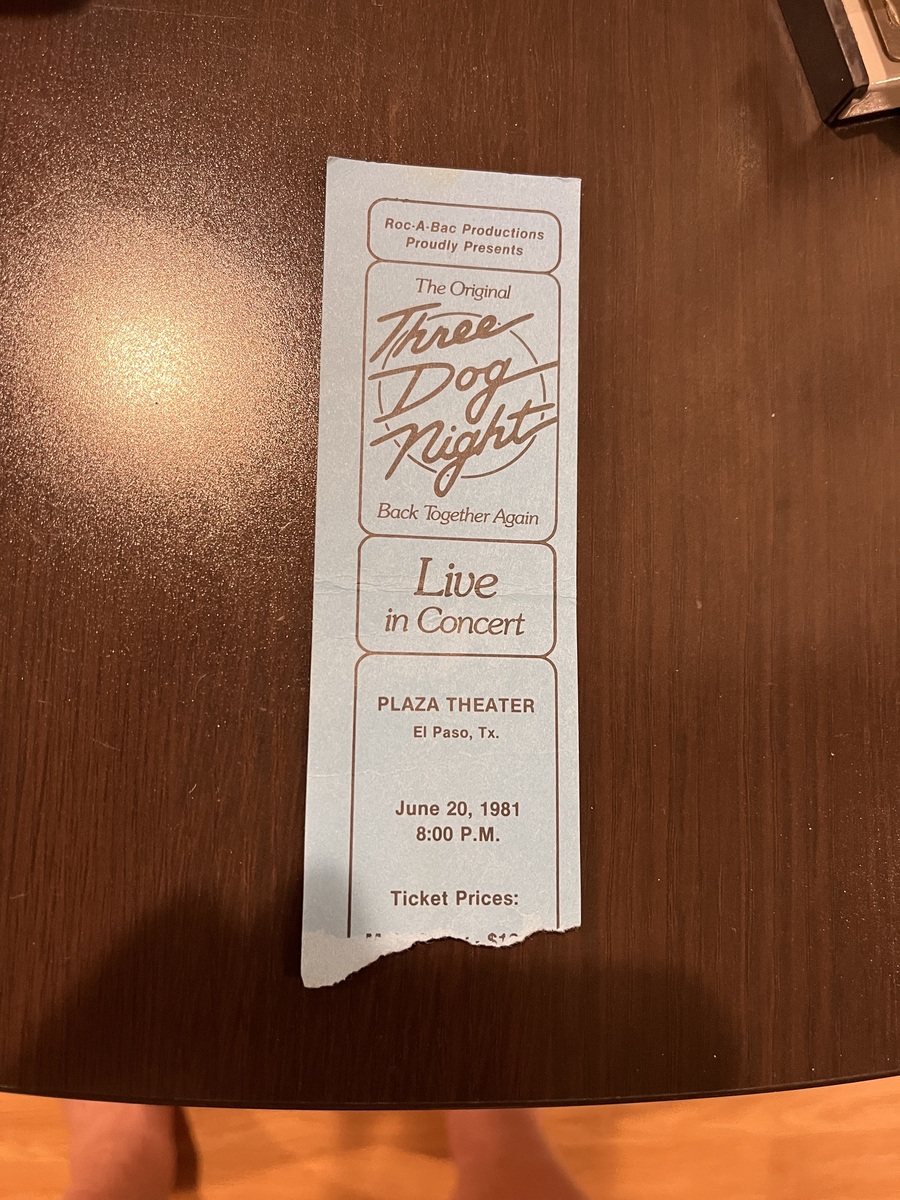 Roc-A-Bac Productions
Proudly Presents
The Original
Three
Dog
Night
Back Together Again
Live
in Concert
PLAZA THEATER
El Paso, Tx.
June 20, 1981
8:00 P.M.
Ticket Prices: